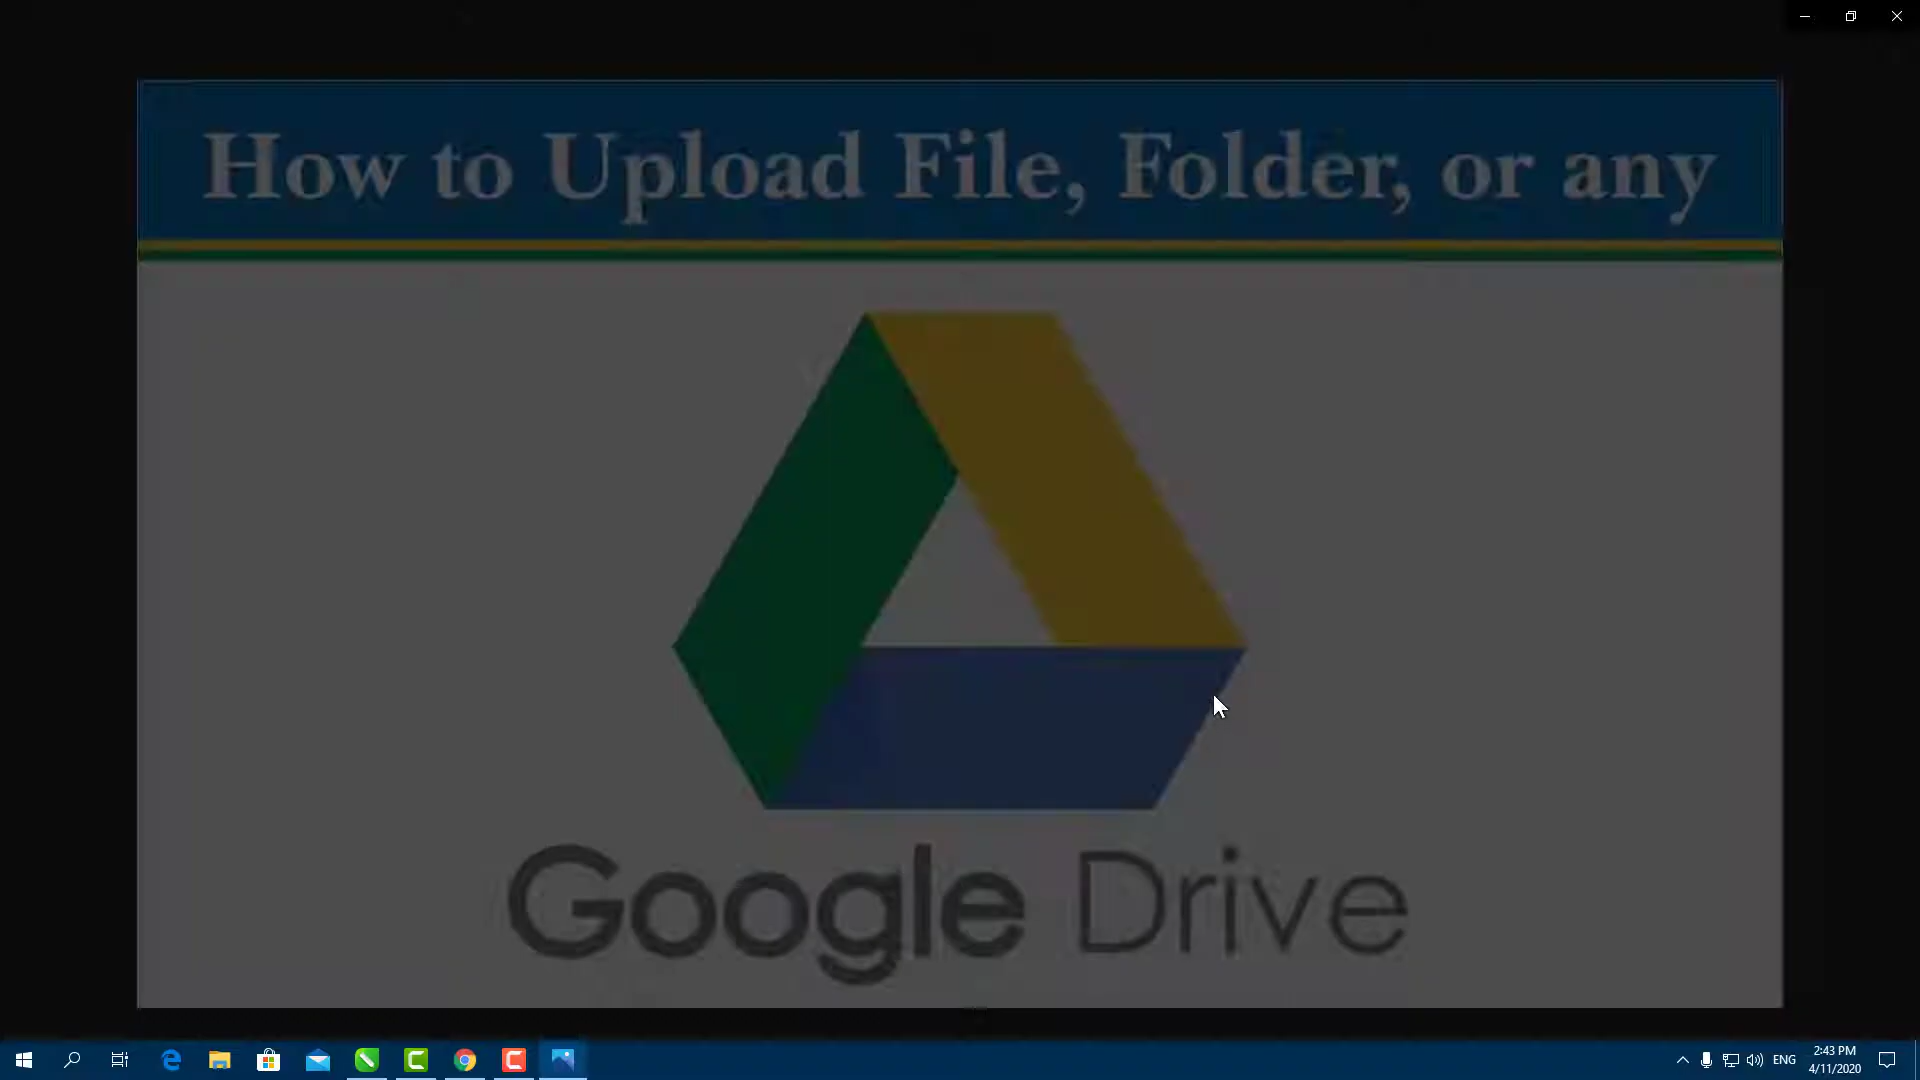 How to Upload File, Folder, or any
Google Drive
ENG
2:43 PM
4/11/2020